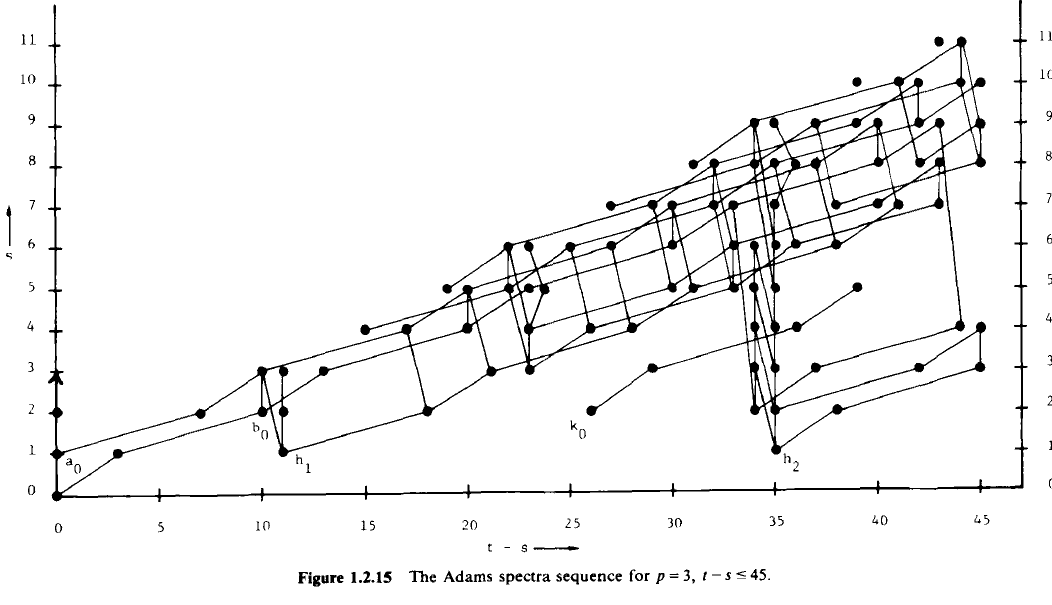 11 11
10 10
9 9
8 8
7 7
6 6
s
5 5
4 4
3 3
2 2
b0 k0
1 a0 h1 h2 1
0 0
0 5 10 15 20 25 30 35 40 45
t - s
Figure 1.2.15 The Adams spectra sequence for p = 3, t − s ≤ 45.